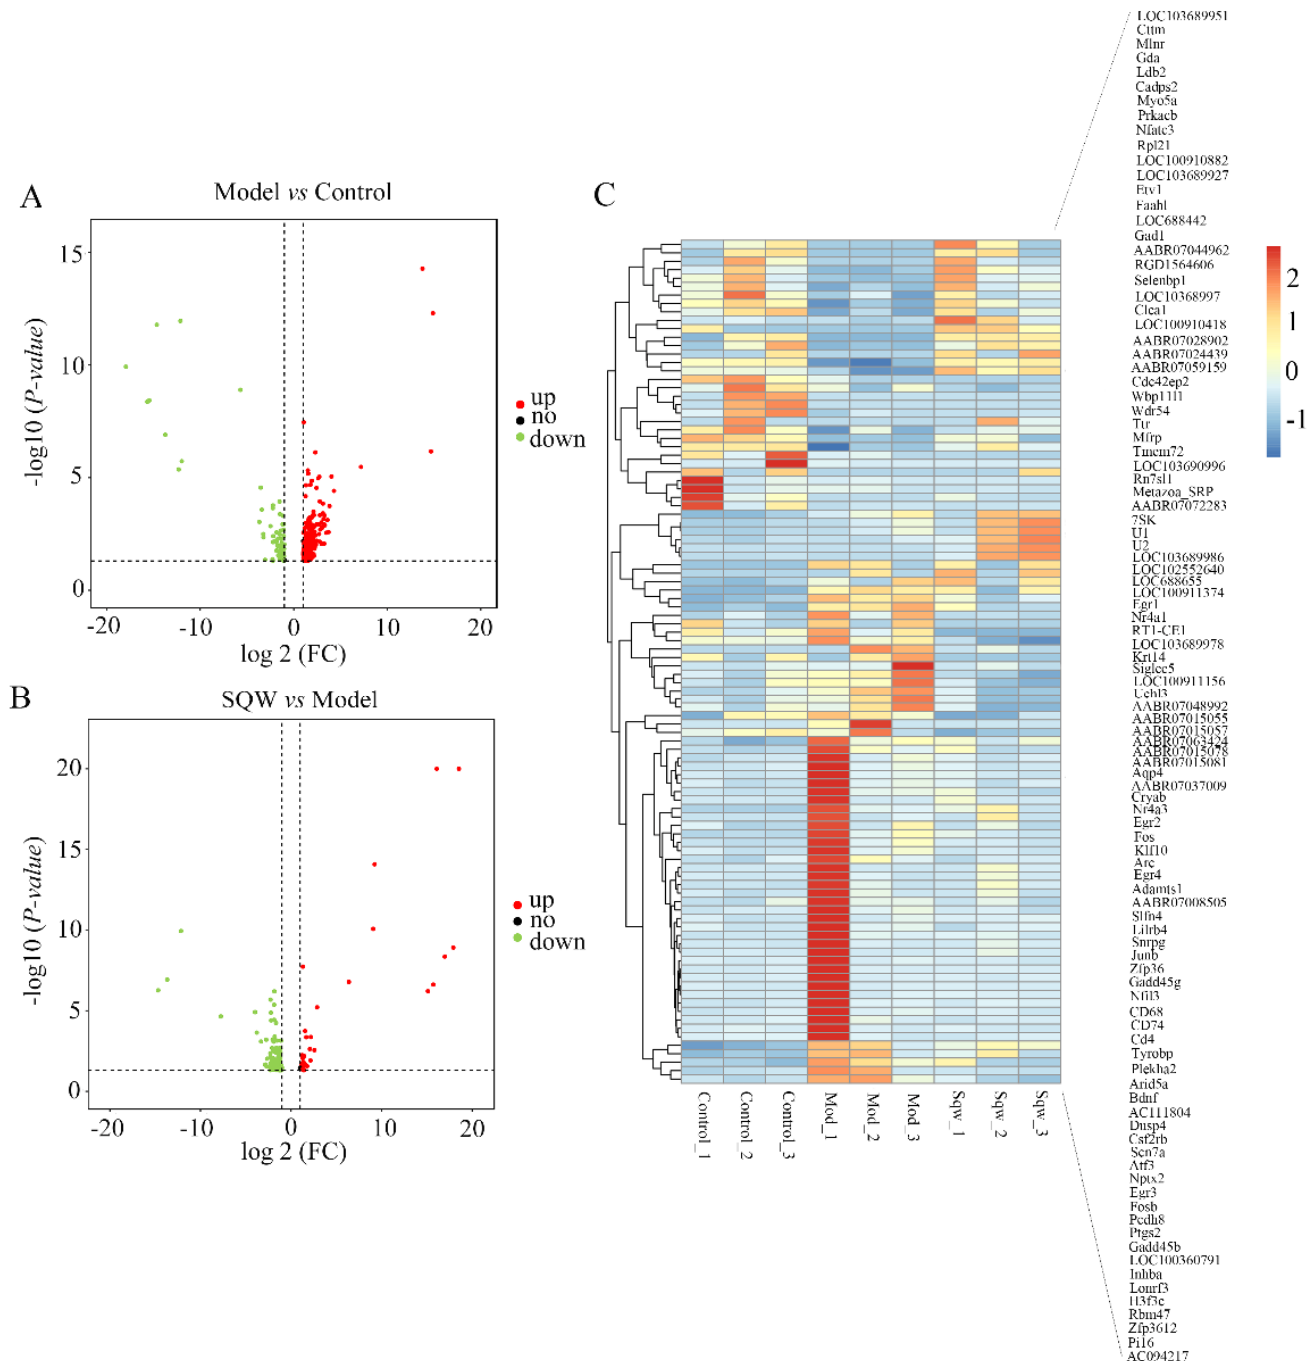 A
Model vs Control
-log10 (P-value)
15
10
5
0
-20
-10
0
10
20
log 2 (FC)
up
no
down
B
SQW vs Model
-log10 (P-value)
20
15
10
5
0
-20
-10
0
10
20
log 2 (FC)
up
no
down
C
2
0
-1
Control_1
Control_2
Control_3
Mod_1
Mod_2
Mod_3
Sqw_1
Sqw_2
Sqw_3
LOC103689951
Mlnr
Gda
Ldb2
Cadps2
Myo5a
Prkacb
Nfatc3
Rpl21
LOC100910882
LOC103689927
Etv1
Faahl
LOC688442
Gad1
AABR07044962
RGD1564606
Selenbp1
LOC10368997
Clca1
LOC100910418
AABR07028902
AABR07024439
AABR07059159
Cdc42ep2
Wbp11l1
Wdr54
Ttr
Mfrp
Tmem72
LOC103690996
Rn7sl1
Metazoa_SRP
AABR07072283
7SK
U1
U2
LOC103689986
LOC102552640
LOC688655
LOC100911374
Egr1
Nr4a1
RT1-CE1
LOC103689978
Krt14
Siglec5
LOC100911156
Uchl3
AABR07048992
AABR07015055
AABR07015057
AABR07063424
AABR07015078
AABR07015081
Aqp4
AABR07037009
Cryab
Nr4a3
Egr2
Fos
Klf10
Arc
Egr4
Adamts1
AABR07008505
Slfn4
Lilrb4
Snrpg
Junb
Zfp36
Gadd45g
Nfil3
CD68
CD74
Cd4
Tyrobp
Plekha2
Arid5a
Bdnf
AC111804
Dusp4
Csf2rb
Scn7a
Atf3
Nptx2
Egr3
Fosb
Pcdh8
Ptgs2
Gadd45b
LOC100360791
Inhba
Lonrf3
H3f3c
Rbm47
Zfp3612
Pi16
AC094217